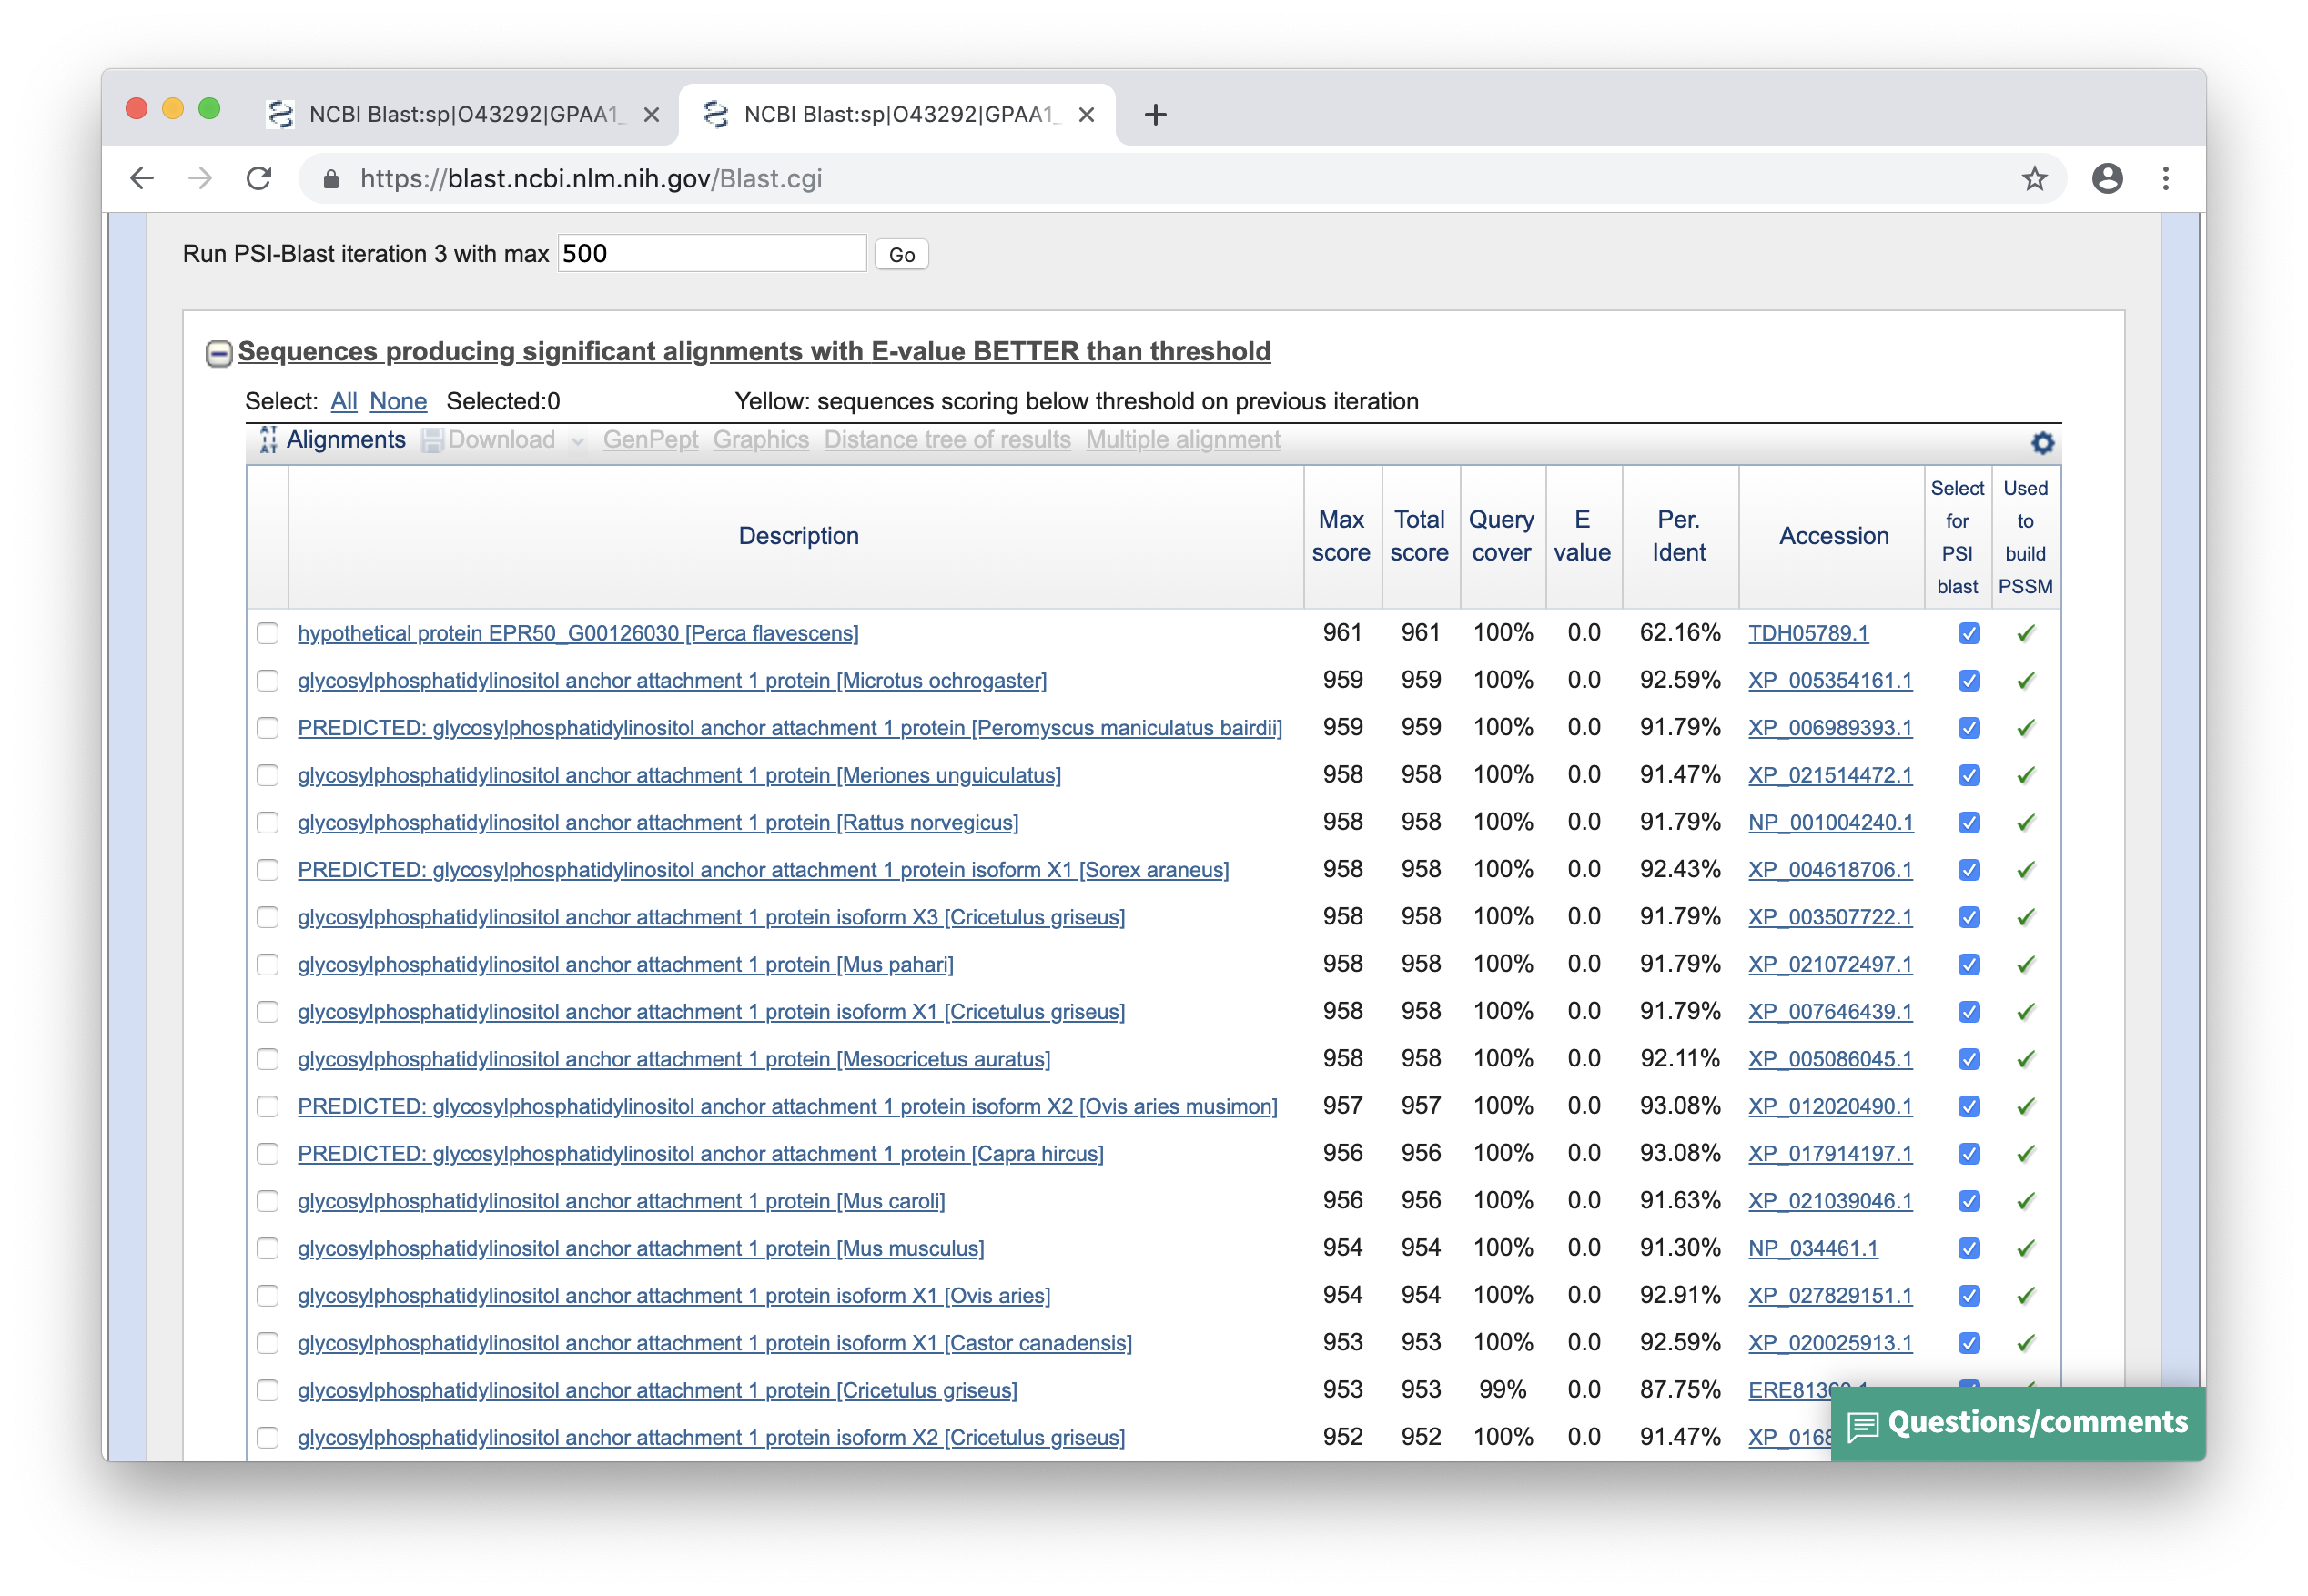 NCBI Blast:sp|O43292|GPAA1_
NCBI Blast:sp|O43292|GPAA1_
https://blast.ncbi.nlm.nih.gov/Blast.cgi
Run PSI-Blast iteration 3 with max 500 Go
Sequences producing significant alignments with E-value BETTER than threshold
Select: All None Selected:0 Yellow: sequences scoring below threshold on previous iteration
Alignments Download GenPept Graphics Distance tree of results Multiple alignment
Description Max score Total score Query cover E value Per. Ident Accession Select for PSI blast Used to build PSSM
hypothetical protein EPR50_G00126030 [Perca flavescens] 961 961 100% 0.0 62.16% TDH05789.1
glycosylphosphatidylinositol anchor attachment 1 protein [Microtus ochrogaster] 959 959 100% 0.0 92.59% XP_005354161.1
PREDICTED: glycosylphosphatidylinositol anchor attachment 1 protein [Peromyscus maniculatus bairdii] 959 959 100% 0.0 91.79% XP_006989393.1
glycosylphosphatidylinositol anchor attachment 1 protein [Meriones unguiculatus] 958 958 100% 0.0 91.47% XP_021514472.1
glycosylphosphatidylinositol anchor attachment 1 protein [Rattus norvegicus] 958 958 100% 0.0 91.79% NP_001004240.1
PREDICTED: glycosylphosphatidylinositol anchor attachment 1 protein isoform X1 [Sorex araneus] 958 958 100% 0.0 92.43% XP_004618706.1
glycosylphosphatidylinositol anchor attachment 1 protein isoform X3 [Cricetulus griseus] 958 958 100% 0.0 91.79% XP_003507722.1
glycosylphosphatidylinositol anchor attachment 1 protein [Mus pahari] 958 958 100% 0.0 91.79% XP_021072497.1
glycosylphosphatidylinositol anchor attachment 1 protein isoform X1 [Cricetulus griseus] 958 958 100% 0.0 91.79% XP_007646439.1
glycosylphosphatidylinositol anchor attachment 1 protein [Mesocricetus auratus] 958 958 100% 0.0 92.11% XP_005086045.1
PREDICTED: glycosylphosphatidylinositol anchor attachment 1 protein isoform X2 [Ovis aries musimon] 957 957 100% 0.0 93.08% XP_012020490.1
PREDICTED: glycosylphosphatidylinositol anchor attachment 1 protein [Capra hircus] 956 956 100% 0.0 93.08% XP_017914197.1
glycosylphosphatidylinositol anchor attachment 1 protein [Mus caroli] 956 956 100% 0.0 91.63% XP_021039046.1
glycosylphosphatidylinositol anchor attachment 1 protein [Mus musculus] 954 954 100% 0.0 91.30% NP_034461.1
glycosylphosphatidylinositol anchor attachment 1 protein isoform X1 [Ovis aries] 954 954 100% 0.0 92.91% XP_027829151.1
glycosylphosphatidylinositol anchor attachment 1 protein isoform X1 [Castor canadensis] 953 953 100% 0.0 92.59% XP_020025913.1
glycosylphosphatidylinositol anchor attachment 1 protein [Cricetulus griseus] 953 953 99% 0.0 87.75%
glycosylphosphatidylinositol anchor attachment 1 protein isoform X2 [Cricetulus griseus] 952 952 100% 0.0 91.47% XP_016
Questions/comments